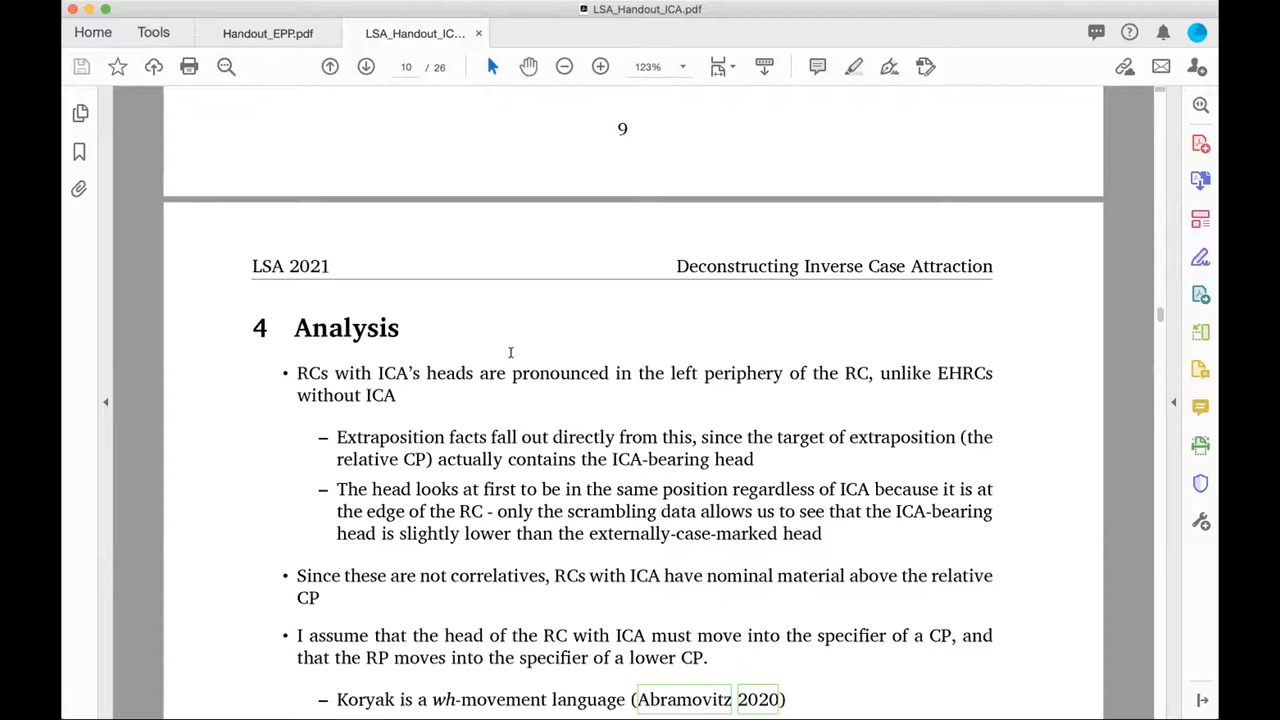 LSA_Handout_ICA.pdf
Home Tools Handout_EPP.pdf LSA_Handout_IC... ×
10 / 26 123%
9
LSA 2021 Deconstructing Inverse Case Attraction
4 Analysis
• RCs with ICA's heads are pronounced in the left periphery of the RC, unlike EHRCs
without ICA
– Extraposition facts fall out directly from this, since the target of extraposition (the
relative CP) actually contains the ICA-bearing head
– The head looks at first to be in the same position regardless of ICA because it is at
the edge of the RC - only the scrambling data allows us to see that the ICA-bearing
head is slightly lower than the externally-case-marked head
• Since these are not correlatives, RCs with ICA have nominal material above the relative
CP
• I assume that the head of the RC with ICA must move into the specifier of a CP, and
that the RP moves into the specifier of a lower CP.
– Koryak is a wh-movement language (Abramovitz 2020)